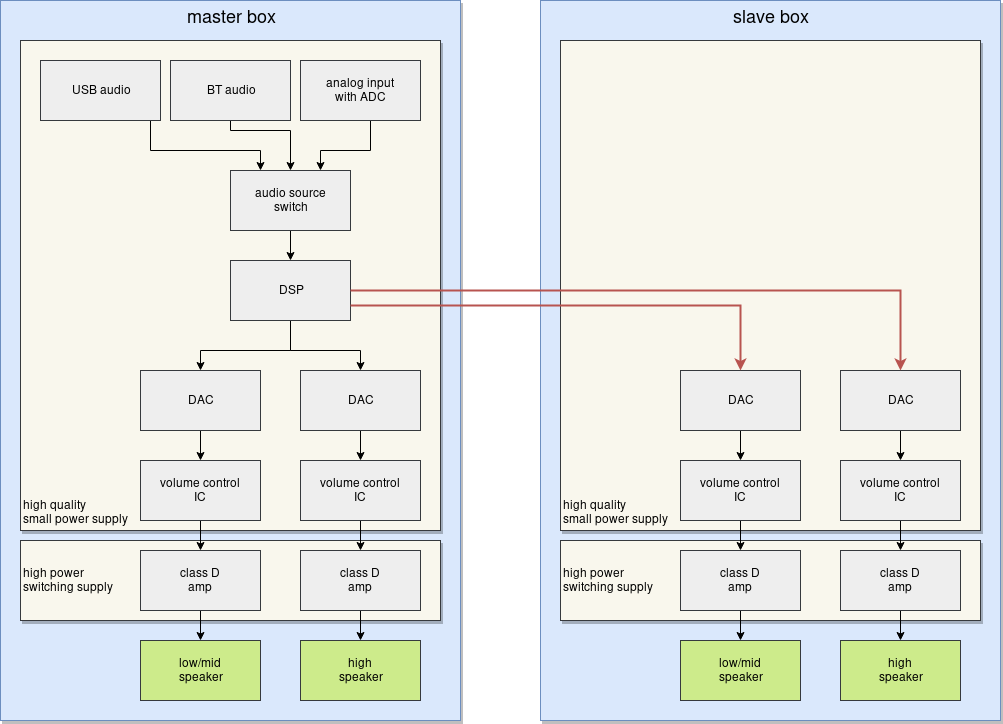 master box
slave box
USB audio
BT audio
analog input
with ADC
audio source
switch
DSP
DAC
DAC
DAC
DAC
volume control
IC
volume control
IC
volume control
IC
volume control
IC
high quality
small power supply
high quality
small power supply
high power
switching supply
class D
amp
class D
amp
high power
switching supply
class D
amp
class D
amp
low/mid
speaker
high
speaker
low/mid
speaker
high
speaker